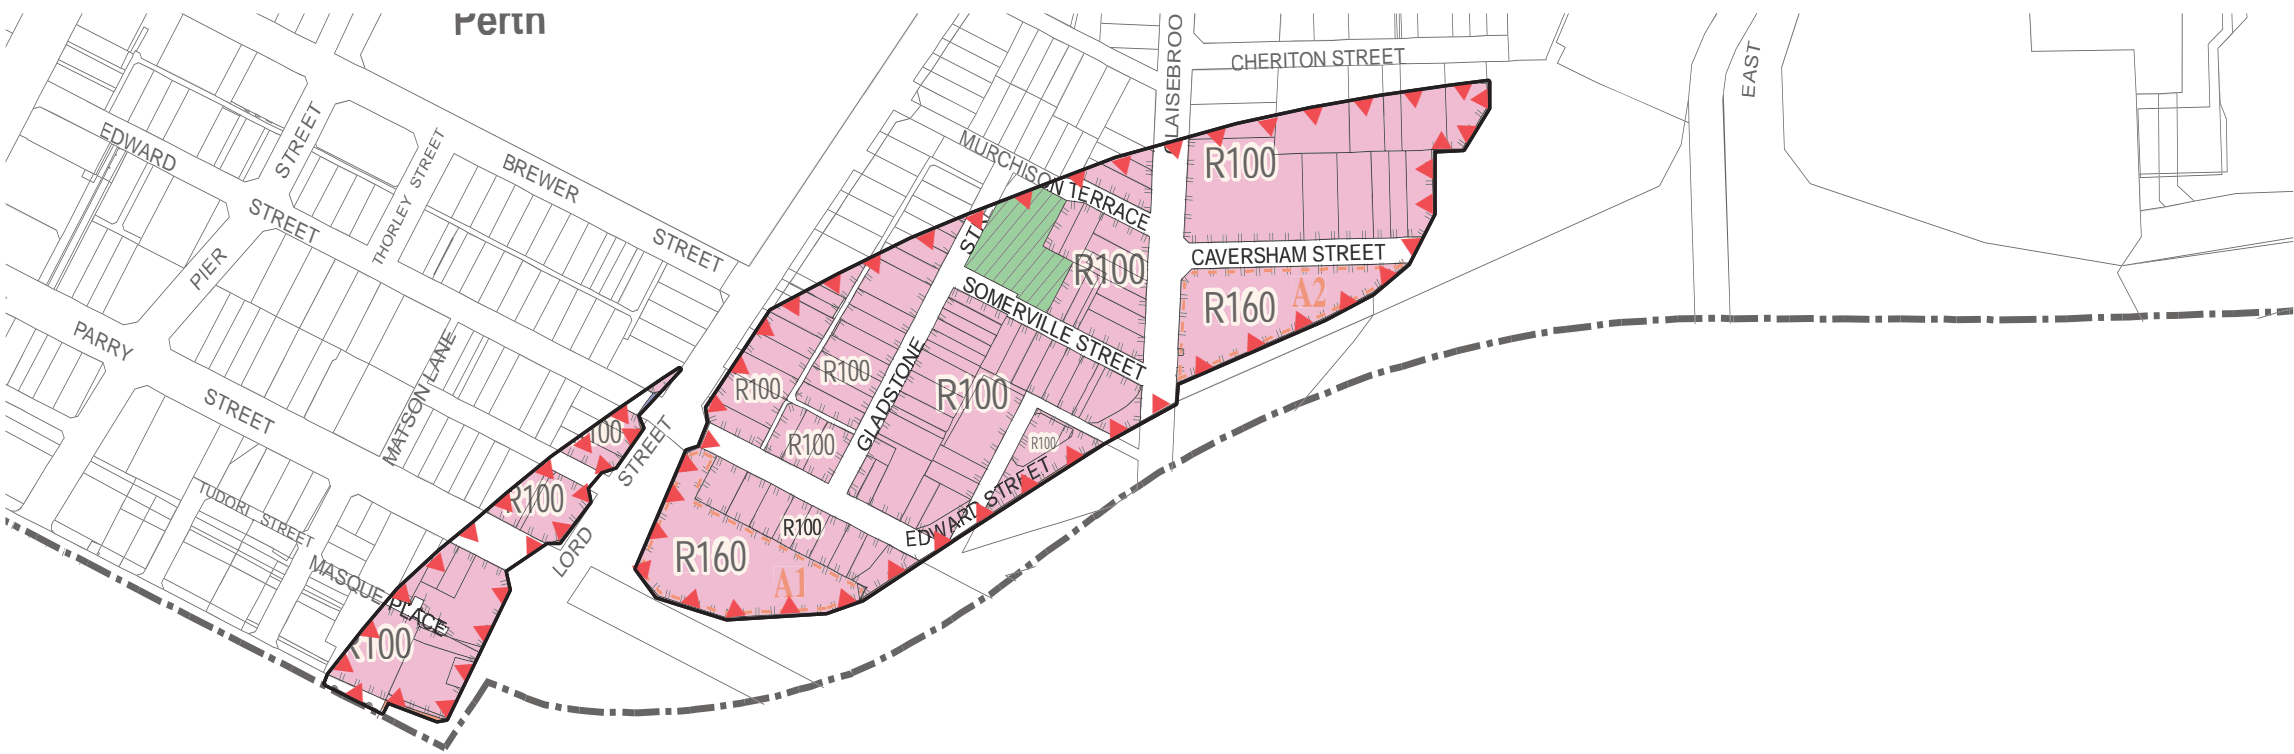 Perth
CHERITON STREET
EAST
EDWARD
STREET
THORLEY STREET
BREWER
STREET
MURCHISON TERRACE
R100
STREET
PIER
CAVERSHAM STREET
R100
SOMERVILLE STREET
R160
A2
PARRY
MATSON LANE
STREET
R100
R100
GLADSTONE
R100
R100
R100
STREET
R100
TUDORI STREET
LORD
R100
EDWARD STREET
R160
A1
MASQUE PLACE
R100